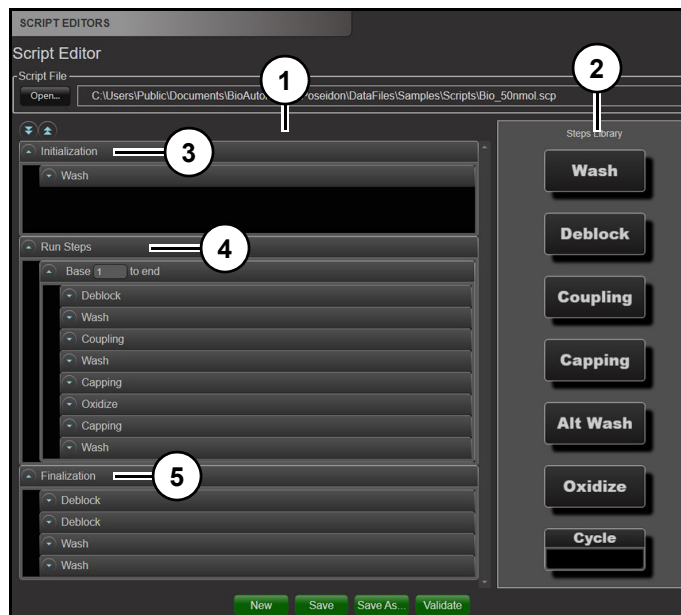 SCRIPT EDITORS
Script Editor
Script File
Open...
C:\Users\Public\Documents\BioAuto oseidon\DataFiles\Samples\Scripts\Bio_50nmol.scp
1
2
Steps Library
Initialization
3
Wash
Run Steps
4
Base 1 to end
Deblock
Wash
Coupling
Wash
Capping
Oxidize
Capping
Wash
Finalization
5
Deblock
Deblock
Wash
Wash
Wash
Deblock
Coupling
Capping
Alt Wash
Oxidize
Cycle
New Save Save As... Validate